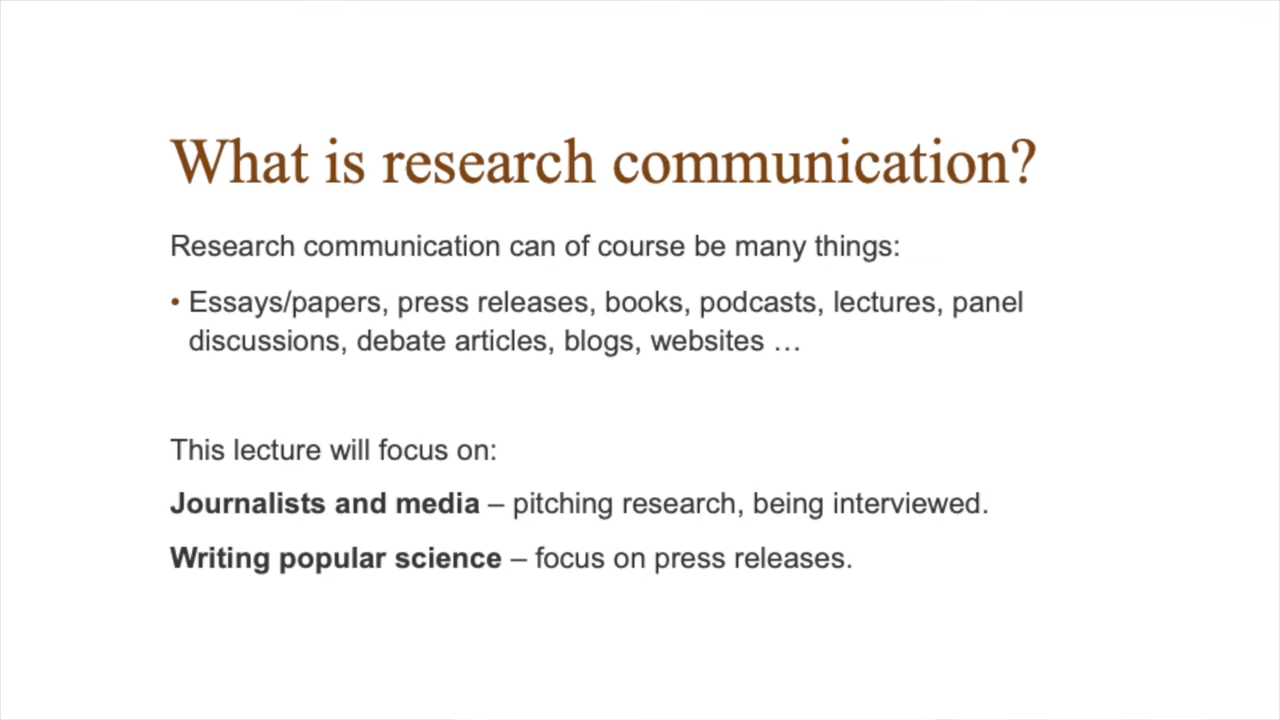 What is research communication?
Research communication can of course be many things:
• Essays/papers, press releases, books, podcasts, lectures, panel
discussions, debate articles, blogs, websites …
This lecture will focus on:
Journalists and media – pitching research, being interviewed.
Writing popular science – focus on press releases.